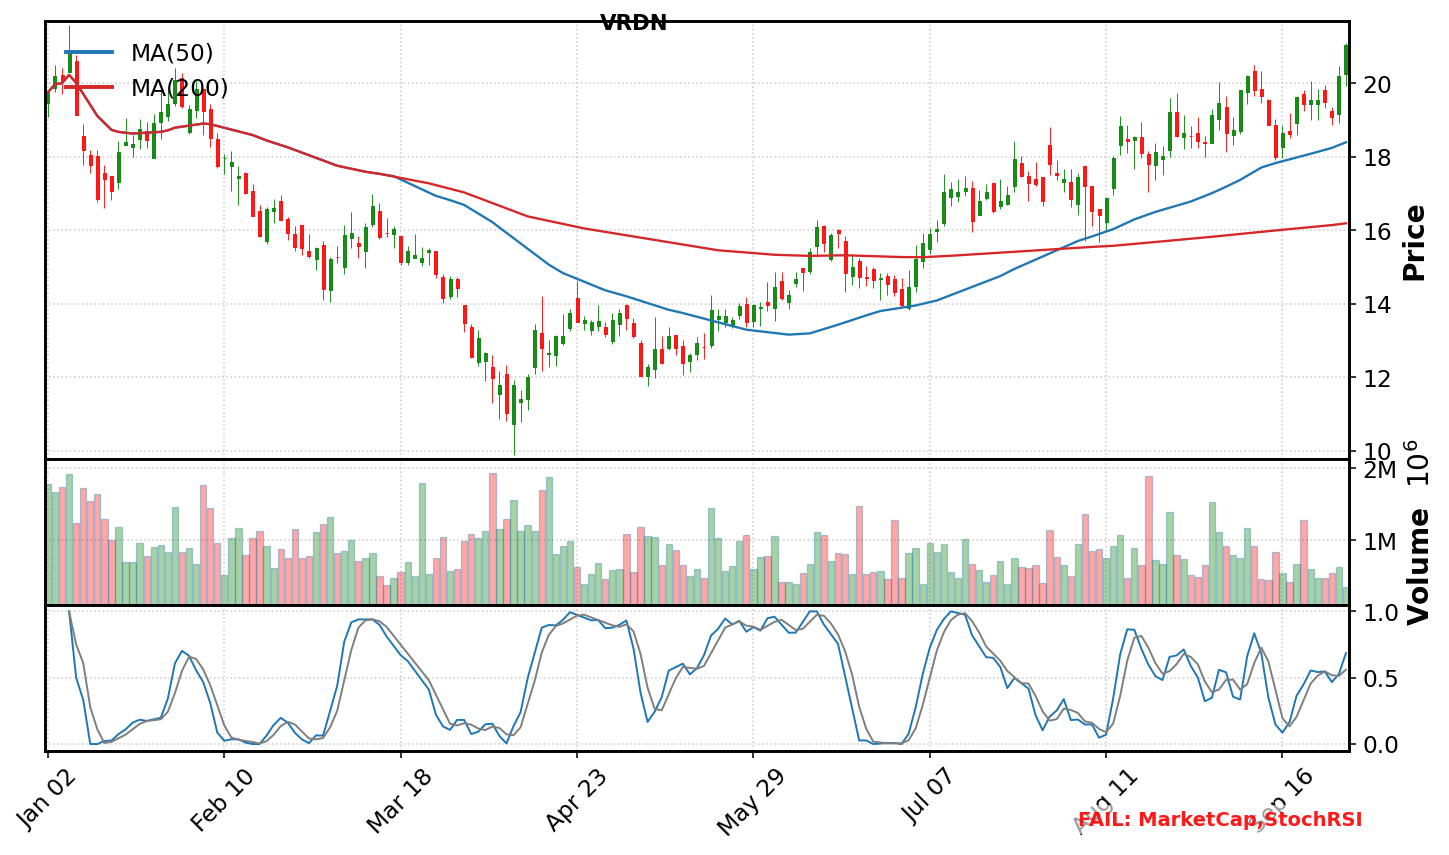 VRDN
MA(50)
MA(200)
20
18
16
14
12
10
Price
2M
1M
Volume 10^6
1.0
0.5
0.0
Jan 02
Feb 10
Mar 18
Apr 23
May 29
Jul 07
Aug 11
Sep 16
FAIL: MarketCap,StochRSI